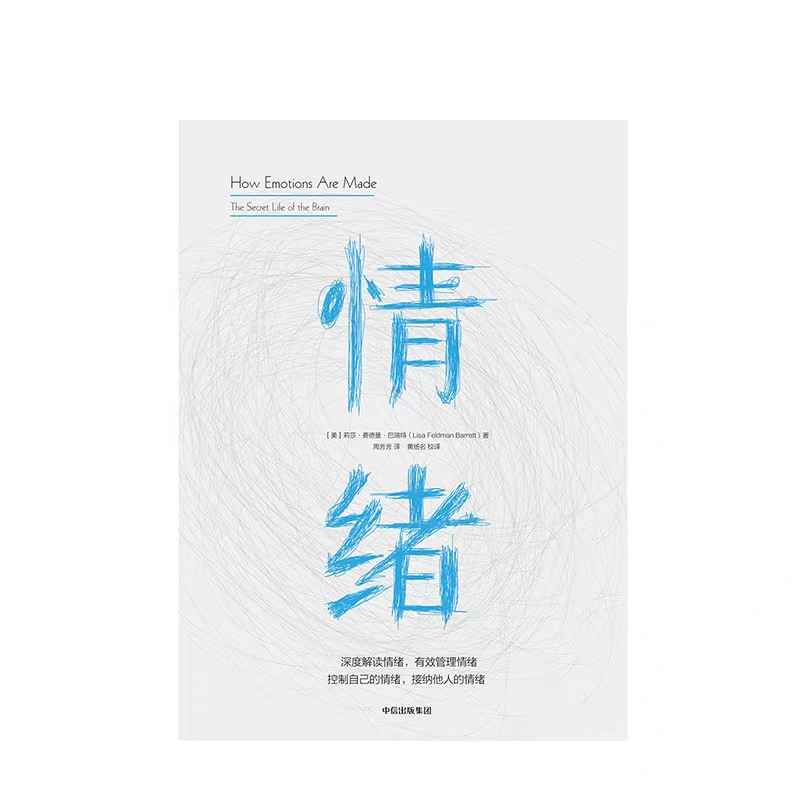 How Emotions Are Made
The Secret Life of the Brain
情
【美】莉莎·费德曼·巴瑞特（Lisa Feldman Barrett）著
周芳芳 译 黄扬名 校译
绪
深度解读情绪，有效管理情绪
控制自己的情绪，接纳他人的情绪
中信出版集团